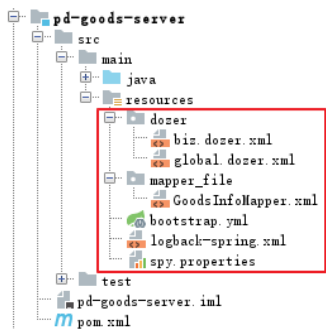 pd-goods-server
src
main
java
resources
dozer
biz.dozer.xml
global.dozer.xml
mapper_file
GoodsInfoMapper.xml
bootstrap.yml
logback-spring.xml
spy.properties
test
pd-goods-server.iml
pom.xml